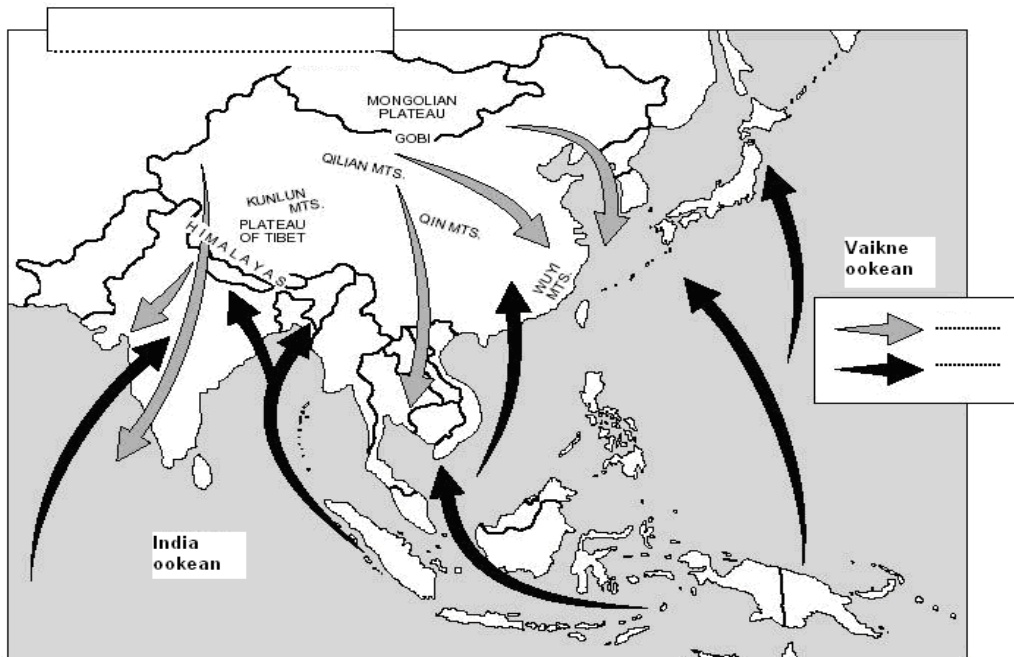 MONGOLIAN
PLATEAU
GOBI
QILIAN MTS.
KUNLUN
MTS.
PLATEAU
OF TIBET
QIN MTS.
HIMALAYAS
WUYI
MTS.
Vaikne
ookean
India
ookean